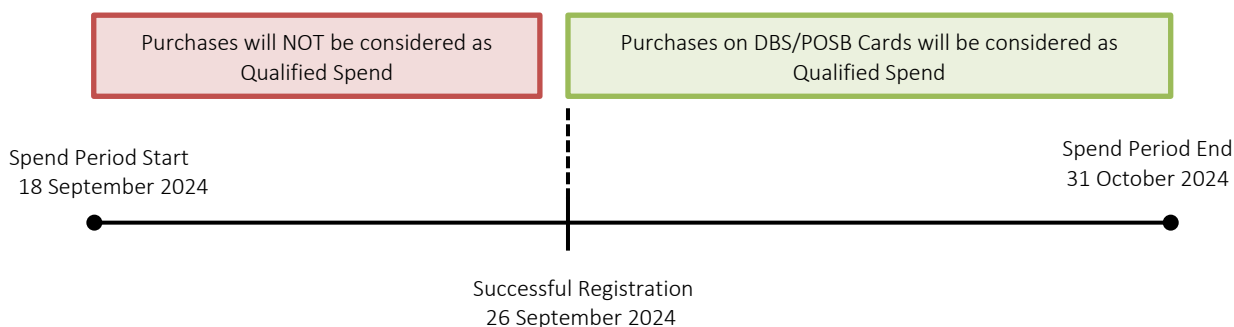 Purchases will NOT be considered as
Qualified Spend
Purchases on DBS/POSB Cards will be considered as
Qualified Spend
Spend Period Start
18 September 2024
Spend Period End
31 October 2024
Successful Registration
26 September 2024